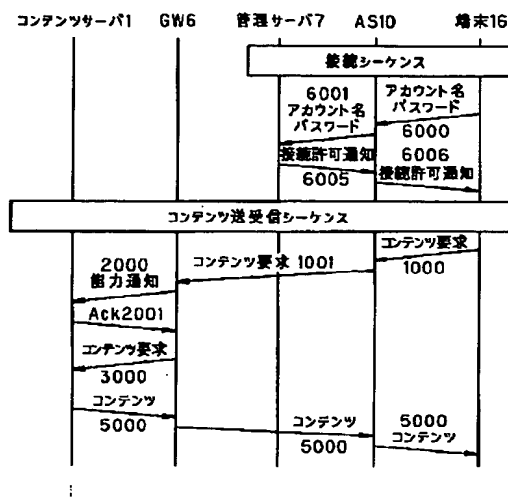 コンテンツサーバ1 GW6 管理サーバ7 AS10 端末16
接続シーケンス
6001
アカウント名
パスワード
アカウント名
パスワード
6000
接続許可通知
6005
6006
接続許可通知
コンテンツ送受信シーケンス
コンテンツ要求
1000
コンテンツ要求 1001
2000
能力通知
Ack2001
コンテンツ要求
3000
コンテンツ
5000
コンテンツ
5000
5000
コンテンツ